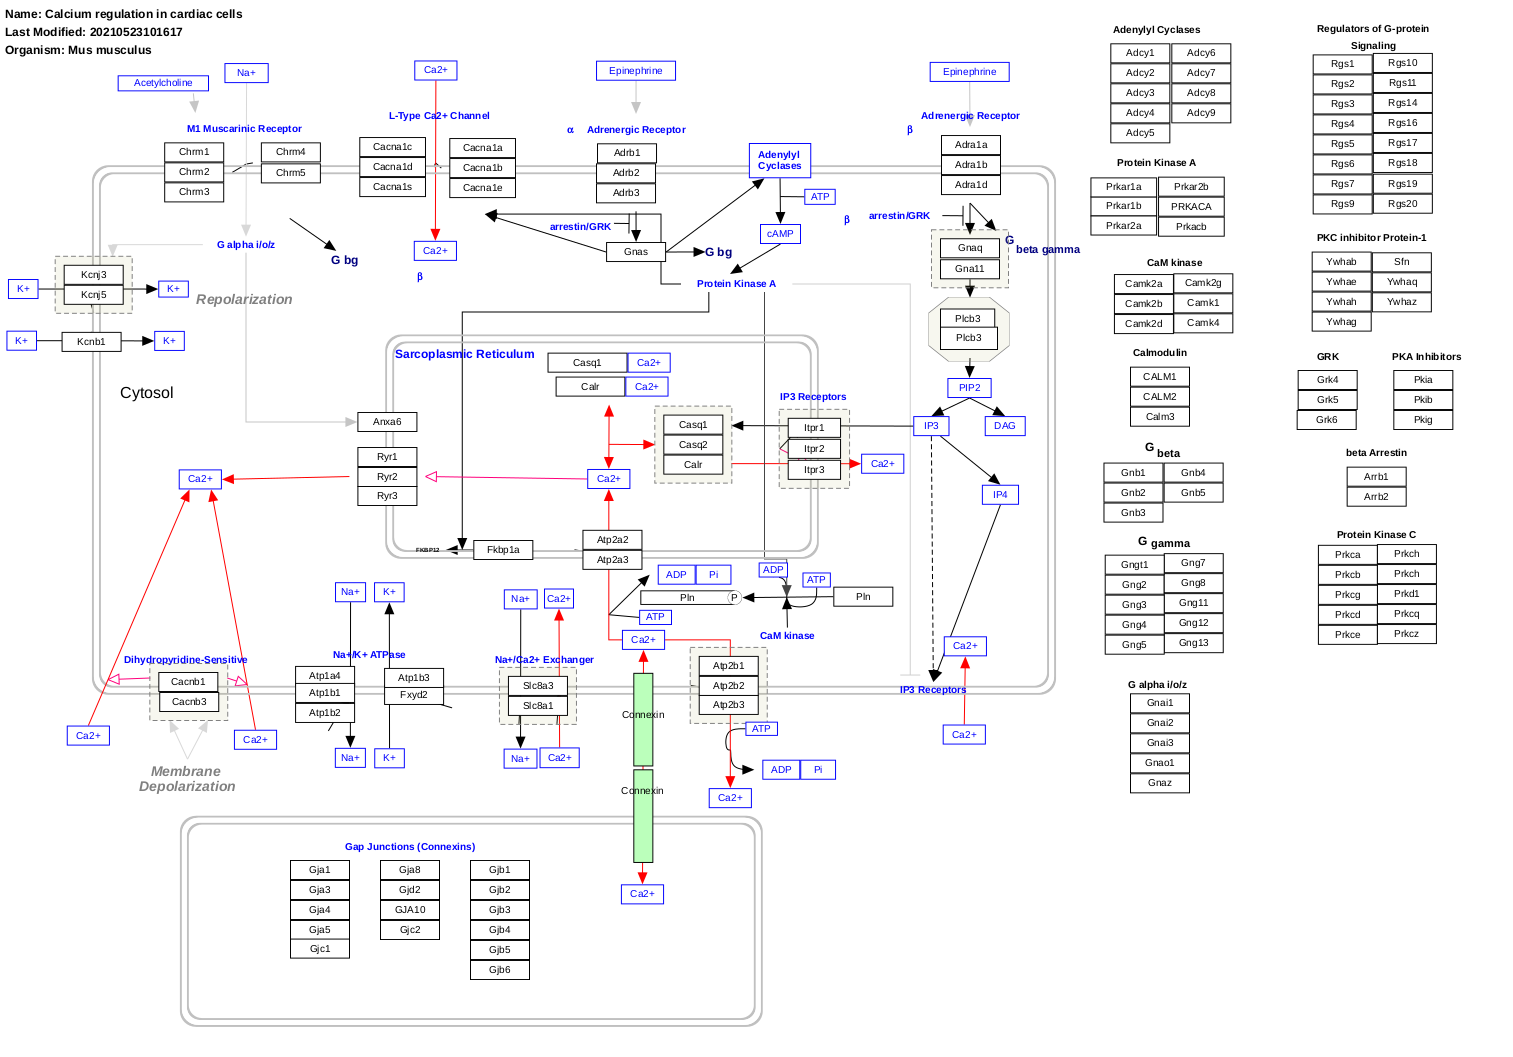 Name: Calcium regulation in cardiac cells
Last Modified: 20210523101617
Organism: Mus musculus
Acetylcholine
Na+
Ca2+
Epinephrine
Epinephrine
M1 Muscarinic Receptor
L-Type Ca2+ Channel
α Adrenergic Receptor
β Adrenergic Receptor
Chrm1
Chrm2
Chrm3
Chrm4
Chrm5
Cacna1c
Cacna1d
Cacna1s
Cacna1a
Cacna1b
Cacna1e
Adrb1
Adrb2
Adrb3
Adenylyl
Cyclases
ATP
cAMP
Adra1a
Adra1b
Adra1d
β
arrestin/GRK
arrestin/GRK
G alpha i/o/z
G bg
Ca2+
β
Gnas
G bg
Protein Kinase A
Gnaq
Gna11
G beta gamma
K+
Kcnj3
Kcnj5
K+
Repolarization
K+
Kcnb1
K+
Plcb3
Plcb3
PIP2
IP3
DAG
IP4
Cytosol
Sarcoplasmic Reticulum
Casq1
Ca2+
Calr
Ca2+
Anxa6
Casq1
Casq2
Calr
IP3 Receptors
Itpr1
Itpr2
Itpr3
Ca2+
Ryr1
Ryr2
Ryr3
Ca2+
Ca2+
FKBP12
Fkbp1a
Atp2a2
Atp2a3
ADP
Pi
ADP
ATP
Pln
P
Pln
ATP
CaM kinase
Ca2+
Na+
K+
Na+
Ca2+
Dihydropyridine-Sensitive
Cacnb1
Cacnb3
Na+/K+ ATPase
Atp1a4
Atp1b1
Atp1b2
Atp1b3
Fxyd2
Na+/Ca2+ Exchanger
Slc8a3
Slc8a1
Connexin
Connexin
Atp2b1
Atp2b2
Atp2b3
Ca2+
IP3 Receptors
Ca2+
Ca2+
Ca2+
Na+
K+
Na+
Ca2+
ATP
ADP
Pi
Ca2+
Membrane
Depolarization
Gap Junctions (Connexins)
Gja1
Gja3
Gja4
Gja5
Gjc1
Gja8
Gjd2
GJA10
Gjc2
Gjb1
Gjb2
Gjb3
Gjb4
Gjb5
Gjb6
Ca2+
Adenylyl Cyclases
Adcy1
Adcy2
Adcy3
Adcy4
Adcy5
Adcy6
Adcy7
Adcy8
Adcy9
Protein Kinase A
Prkar1a
Prkar1b
Prkar2a
Prkar2b
PRKACA
Prkacb
CaM kinase
Camk2a
Camk2b
Camk2d
Camk2g
Camk1
Camk4
Calmodulin
CALM1
CALM2
Calm3
G beta
Gnb1
Gnb2
Gnb3
Gnb4
Gnb5
G gamma
Gngt1
Gng2
Gng3
Gng4
Gng5
Gng7
Gng8
Gng11
Gng12
Gng13
G alpha i/o/z
Gnai1
Gnai2
Gnai3
Gnao1
Gnaz
Regulators of G-protein
Signaling
Rgs1
Rgs2
Rgs3
Rgs4
Rgs5
Rgs6
Rgs7
Rgs9
Rgs10
Rgs11
Rgs14
Rgs16
Rgs17
Rgs18
Rgs19
Rgs20
PKC inhibitor Protein-1
Ywhab
Ywhae
Ywhah
Ywhag
Sfn
Ywhaq
Ywhaz
GRK
Grk4
Grk5
Grk6
PKA Inhibitors
Pkia
Pkib
Pkig
beta Arrestin
Arrb1
Arrb2
Protein Kinase C
Prkca
Prkcb
Prkcg
Prkcd
Prkce
Prkch
Prkch
Prkd1
Prkcq
Prkcz